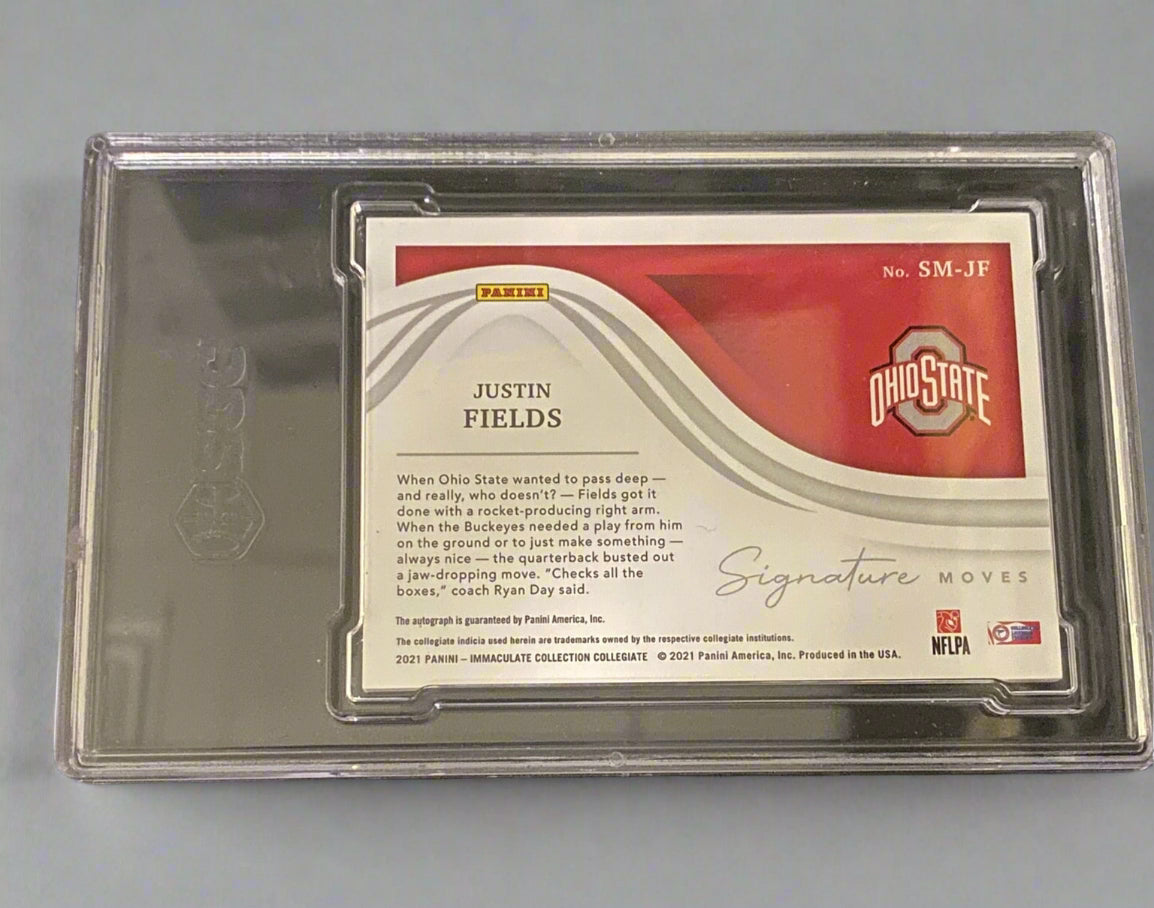 No. SM-JF
PANINI
OHIO STATE
JUSTIN
FIELDS
When Ohio State wanted to pass deep —
and really, who doesn't? — Fields got it
done with a rocket-producing right arm.
When the Buckeyes needed a play from him
on the ground or to just make something —
always nice — the quarterback busted out
a jaw-dropping move. "Checks all the
boxes," coach Ryan Day said.
Signature MOVES
The autograph is guaranteed by Panini America, Inc.
The collegiate indicia used herein are trademarks owned by the respective collegiate institutions.
2021 PANINI – IMMACULATE COLLECTION COLLEGIATE © 2021 Panini America, Inc. Produced in the USA.
NFLPA